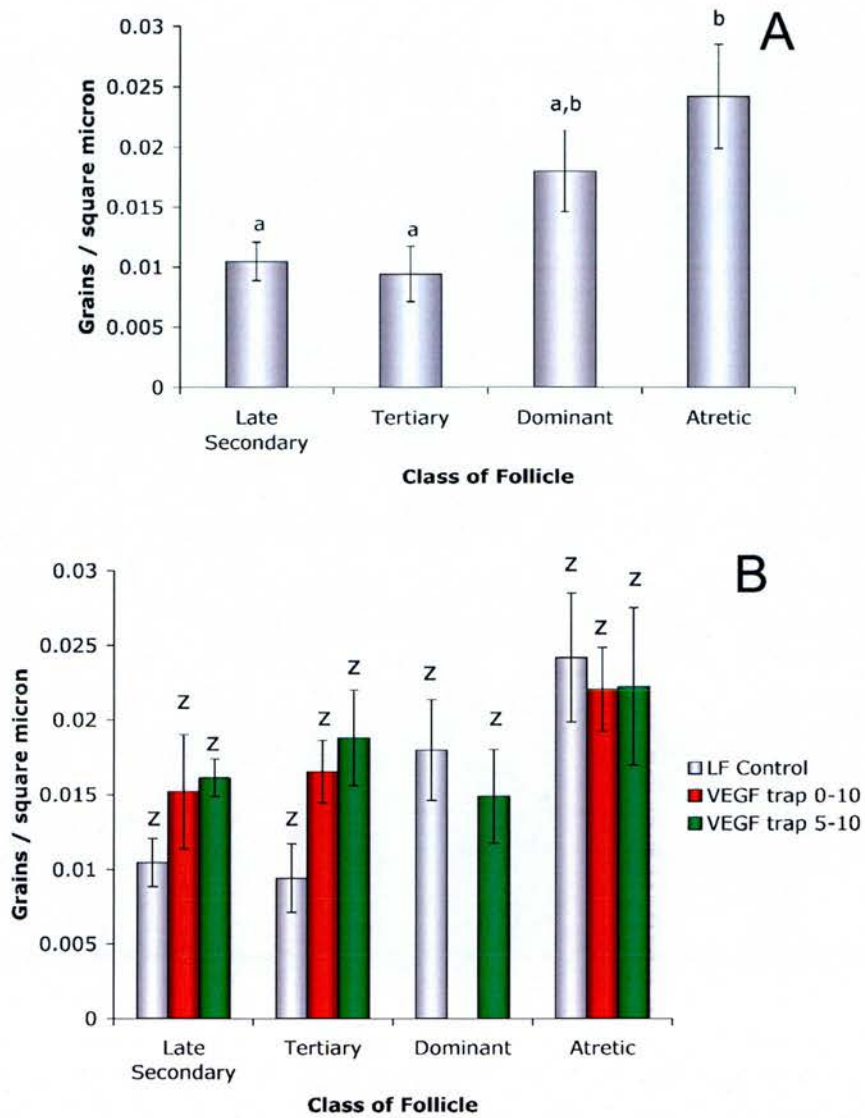 A
0.03
0.025
0.02
0.015
0.01
0.005
0
Grains / square micron
a
a
a,b
b
Late Secondary
Tertiary
Dominant
Atretic
Class of Follicle
B
0.03
0.025
0.02
0.015
0.01
0.005
0
Grains / square micron
z
z
z
z
z
z
z
z
z
z
z
Late Secondary
Tertiary
Dominant
Atretic
Class of Follicle
LF Control
VEGF trap 0-10
VEGF trap 5-10